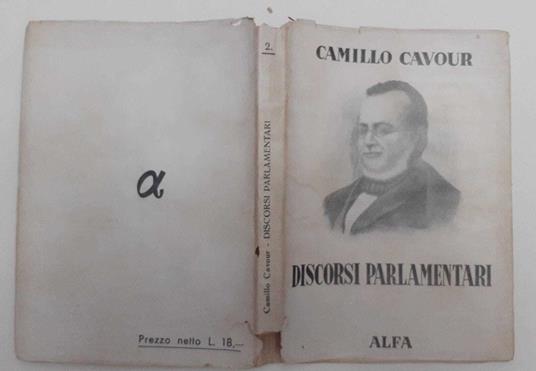 α
Prezzo netto L. 18,—
2.
Camillo Cavour - DISCORSI PARLAMENTARI
CAMILLO CAVOUR
DISCORSI PARLAMENTARI
ALFA